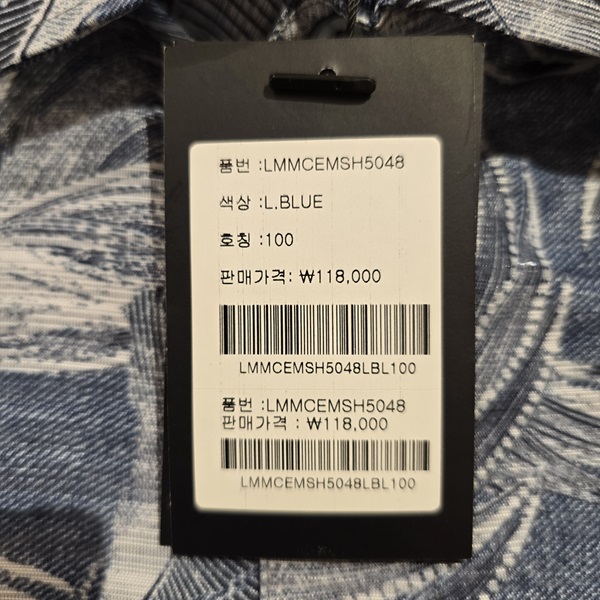 품번 :LMMCEMSH5048
색상 :L.BLUE
호칭 :100
판매가격: ₩118,000
LMMCEMSH5048LBL100
품번 :LMMCEMSH5048
판매가격 : ₩118,000
LMMCEMSH5048LBL100